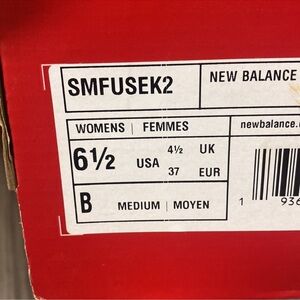 SMFUSEK2
NEW BALANCE
WOMENS | FEMMES
newbalance.
6½ USA 4½ UK
37 EUR
B MEDIUM | MOYEN
1 936